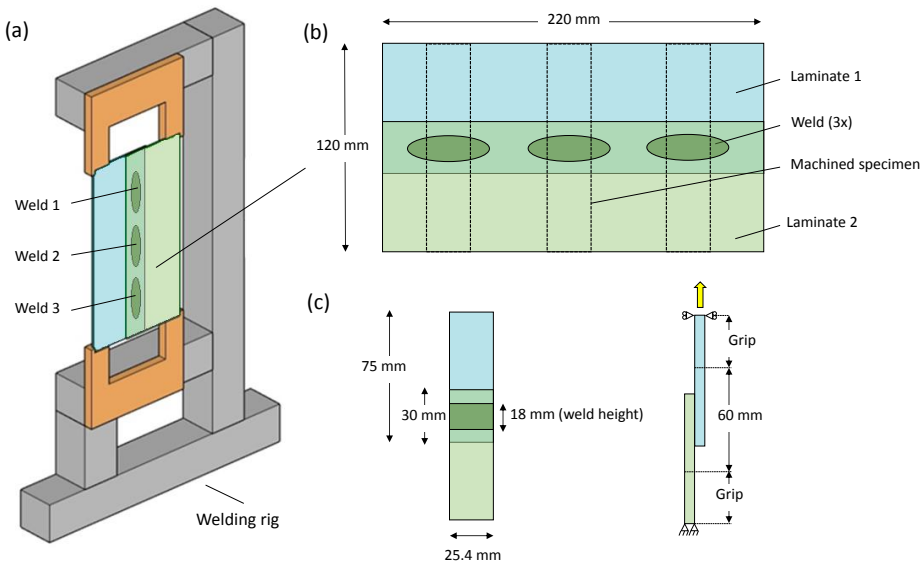 (a)
Weld 1
Weld 2
Weld 3
Welding rig
(b)
220 mm
120 mm
Laminate 1
Weld (3x)
Machined specimen
Laminate 2
(c)
75 mm
30 mm
18 mm (weld height)
25.4 mm
Grip
60 mm
Grip